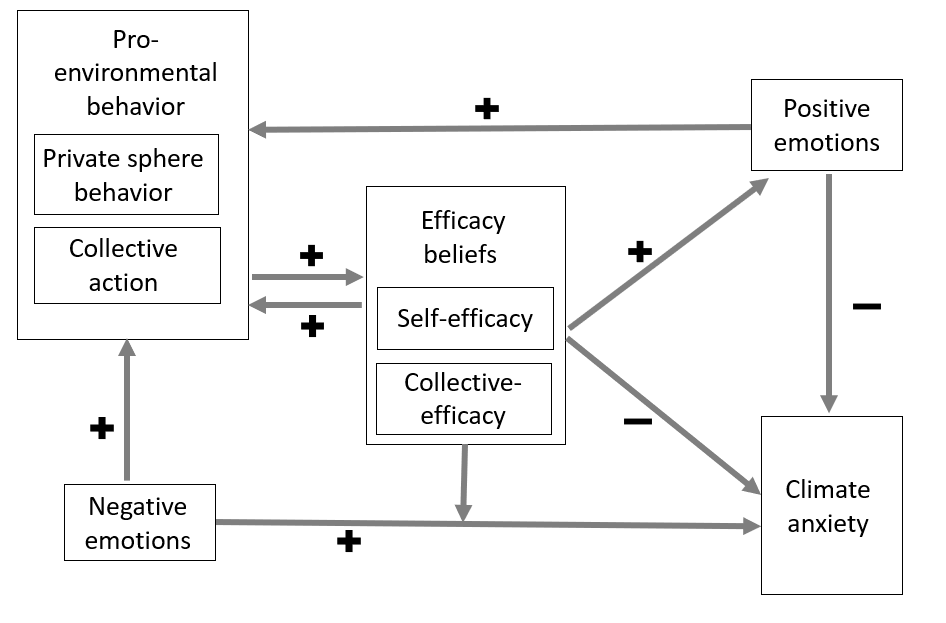 Pro-
environmental
behavior
Private sphere
behavior
Collective
action
+
Positive
emotions
Efficacy
beliefs
Self-efficacy
Collective-
efficacy
+
+
+
–
–
+
Negative
emotions
+
Climate
anxiety